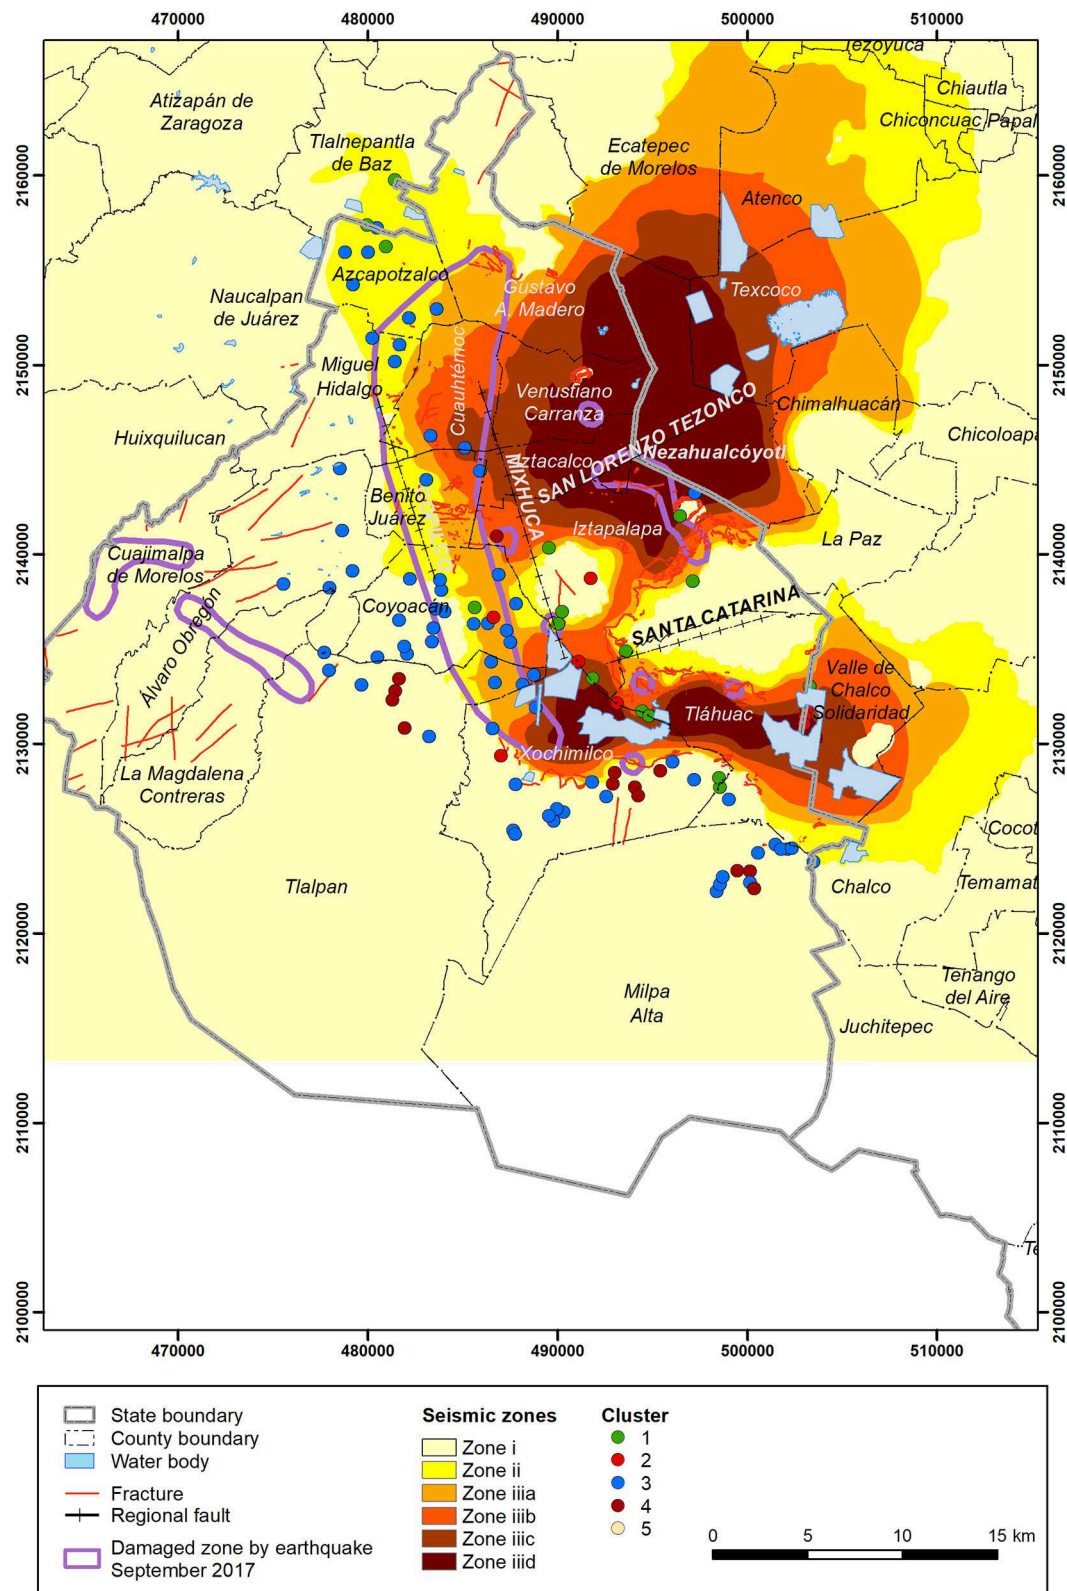 470000 480000 490000 500000 510000
Tezoyuca
Atizapán de
Zaragoza
Chiautla
Chiconcuac Papal
Tlalnepantla
de Baz
Ecatepec
de Morelos
2160000
2160000
Atenco
Azcapotzalco
Gustavo
A. Madero
Texcoco
Naucalpan
de Juárez
2150000
2150000
Miguel
Hidalgo
Cuauhtémoc
Venustiano
Carranza
Chimalhuacán
Huixquilucan
Chicoloapa
SAN LORENZO TEZONCO
Nezahualcóyotl
Iztacalco
MIXHUCA
Benito
Juárez
Iztapalapa
La Paz
2140000
2140000
Cuajimalpa
de Morelos
Coyoacán
Álvaro Obregón
SANTA CATARINA
Valle de
Chalco
Solidaridad
Tláhuac
2130000
2130000
Xochimilco
La Magdalena
Contreras
Cocot
Tlalpan
Chalco
Temamat
2120000
2120000
Milpa
Alta
Tenango
del Aire
Juchitepec
2110000
2110000
Te
2100000
2100000
470000 480000 490000 500000 510000
State boundary
County boundary
Water body
Fracture
Regional fault
Damaged zone by earthquake
September 2017
Seismic zones
Zone i
Zone ii
Zone iiia
Zone iiib
Zone iiic
Zone iiid
Cluster
1
2
3
4
5
0 5 10 15 km